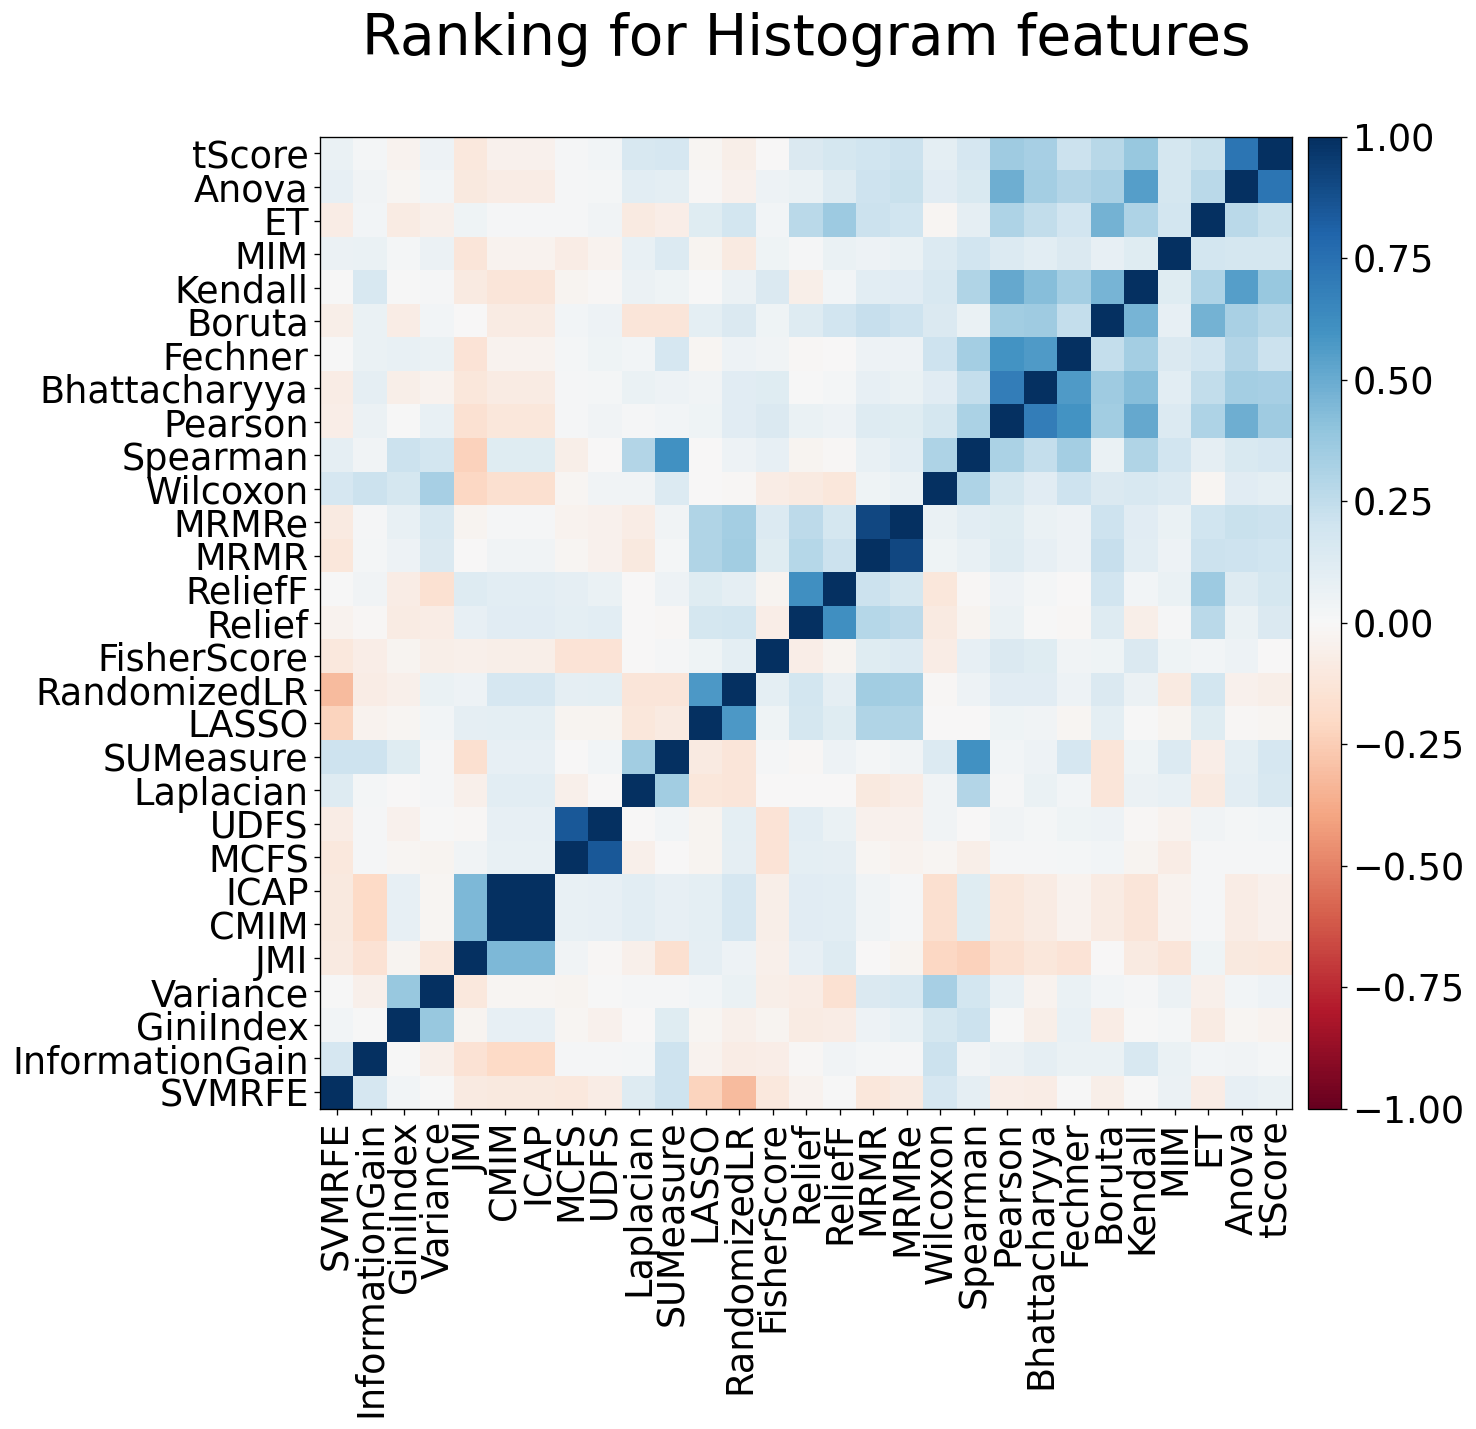 Ranking for Histogram features
tScore
Anova
ET
MIM
Kendall
Boruta
Fechner
Bhattacharyya
Pearson
Spearman
Wilcoxon
MRMRe
MRMR
ReliefF
Relief
FisherScore
RandomizedLR
LASSO
SUMeasure
Laplacian
UDFS
MCFS
ICAP
CMIM
JMI
Variance
GiniIndex
InformationGain
SVMRFE
SVMRFE
InformationGain
GiniIndex
Variance
JMI
CMIM
ICAP
MCFS
UDFS
Laplacian
SUMeasure
LASSO
RandomizedLR
FisherScore
Relief
ReliefF
MRMR
MRMRe
Wilcoxon
Spearman
Pearson
Bhattacharyya
Fechner
Boruta
Kendall
MIM
ET
Anova
tScore
1.00
0.75
0.50
0.25
0.00
−0.25
−0.50
−0.75
−1.00